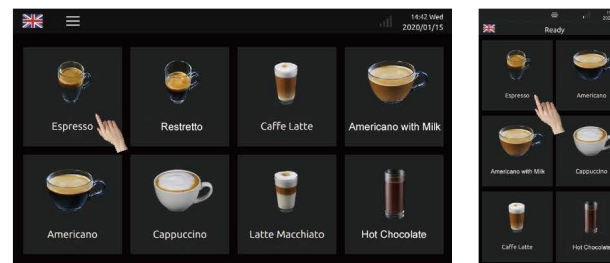 14:42 Wed
2020/01/15
Espresso
Restretto
Caffe Latte
Americano with Milk
Americano
Cappuccino
Latte Macchiato
Hot Chocolate
Ready
Espresso
Americano
Americano with Milk
Cappuccino
Caffe Latte
Hot Chocolate